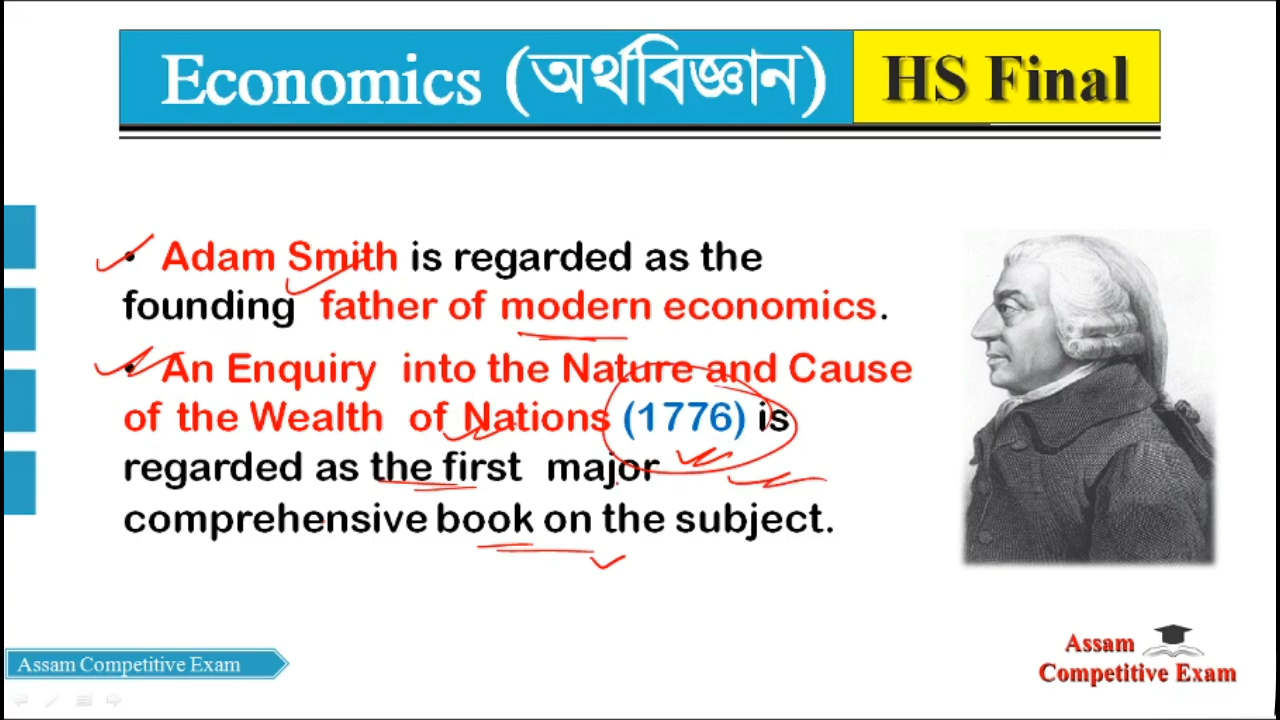 Economics (অৰ্থবিজ্ঞান)
HS Final
• Adam Smith is regarded as the
founding father of modern economics.
• An Enquiry into the Nature and Cause
of the Wealth of Nations (1776) is
regarded as the first major
comprehensive book on the subject.
Assam Competitive Exam
Assam
Competitive Exam